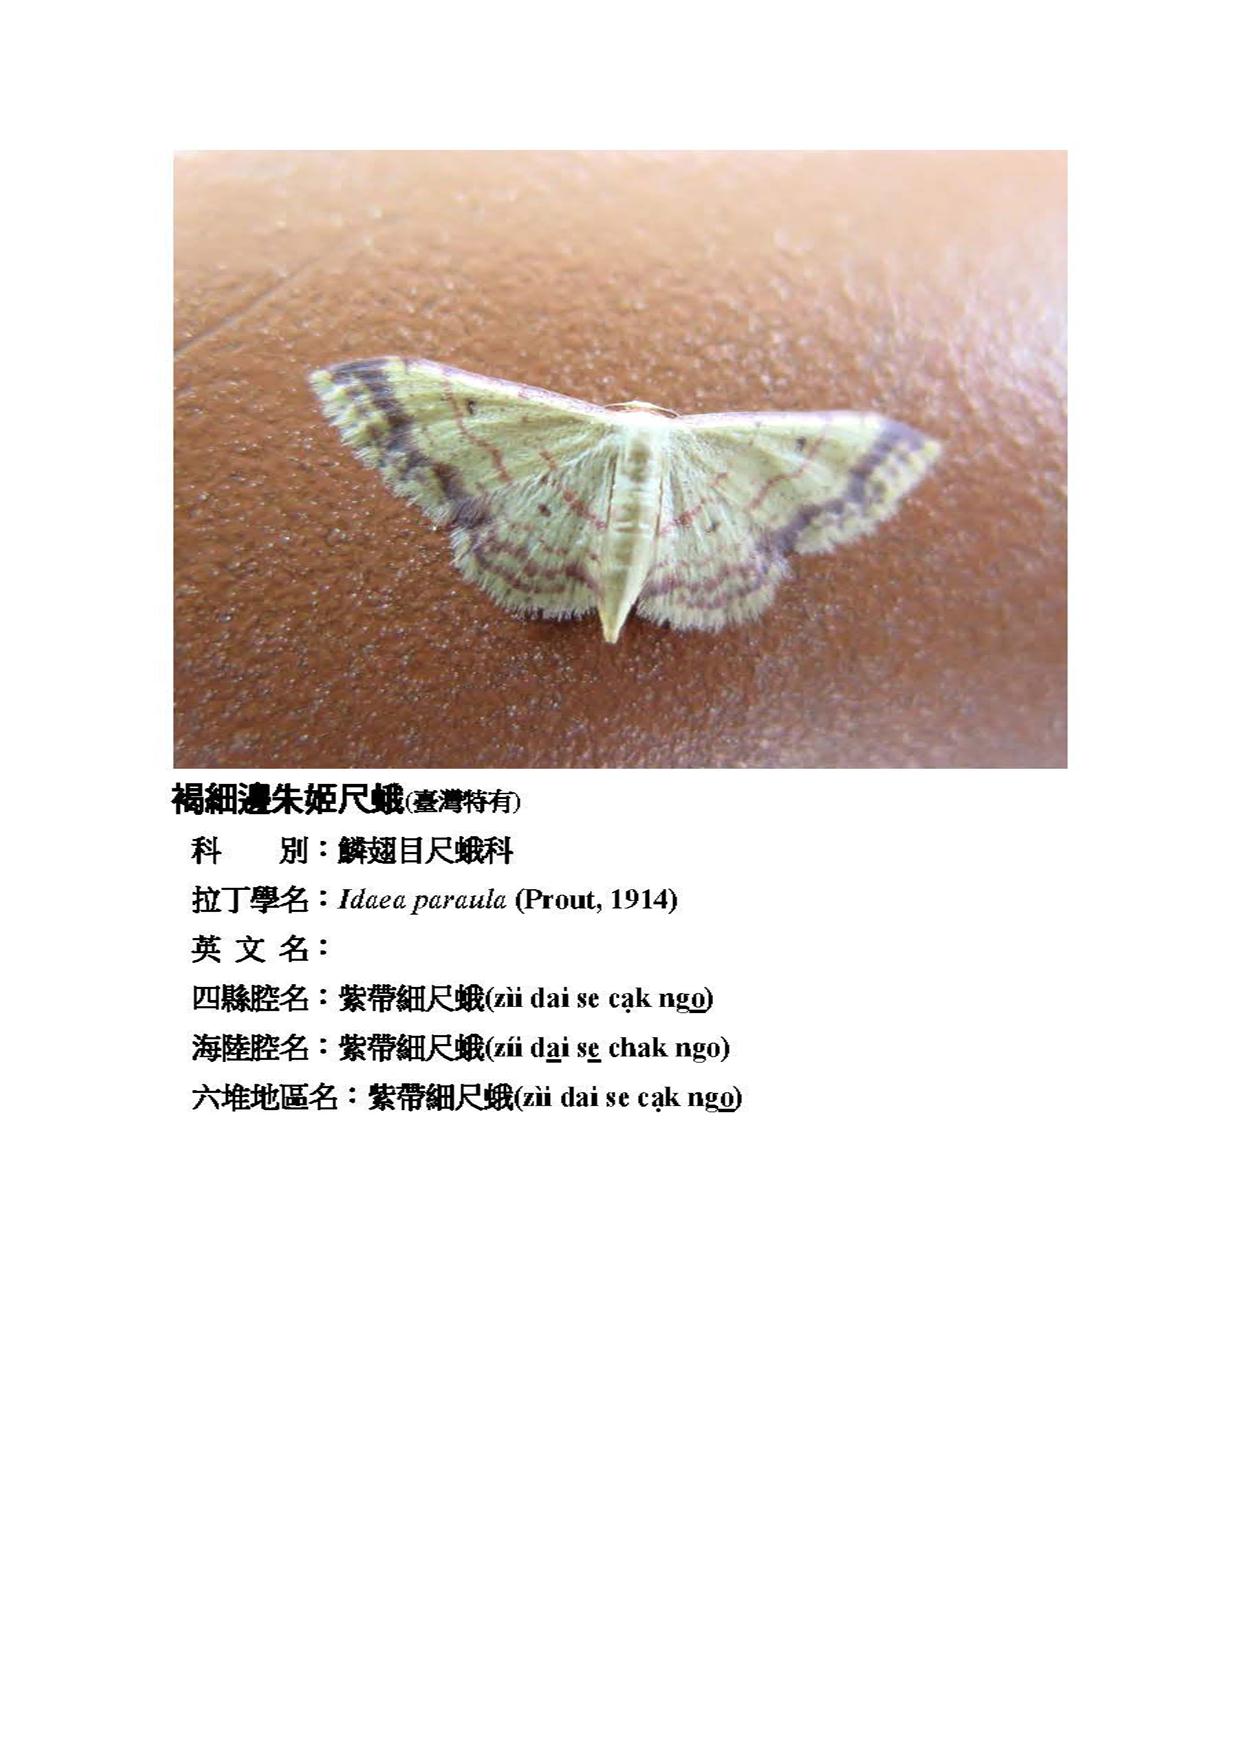 褐細邊朱姬尺蛾(臺灣特有)
科　　別：鱗翅目尺蛾科
拉丁學名：Idaea paraula (Prout, 1914)
英 文 名：
四縣腔名：紫帶細尺蛾(zìi dai se cạk ngo)
海陸腔名：紫帶細尺蛾(zíi dai se chak ngo)
六堆地區名：紫帶細尺蛾(zìi dai se cạk ngo)